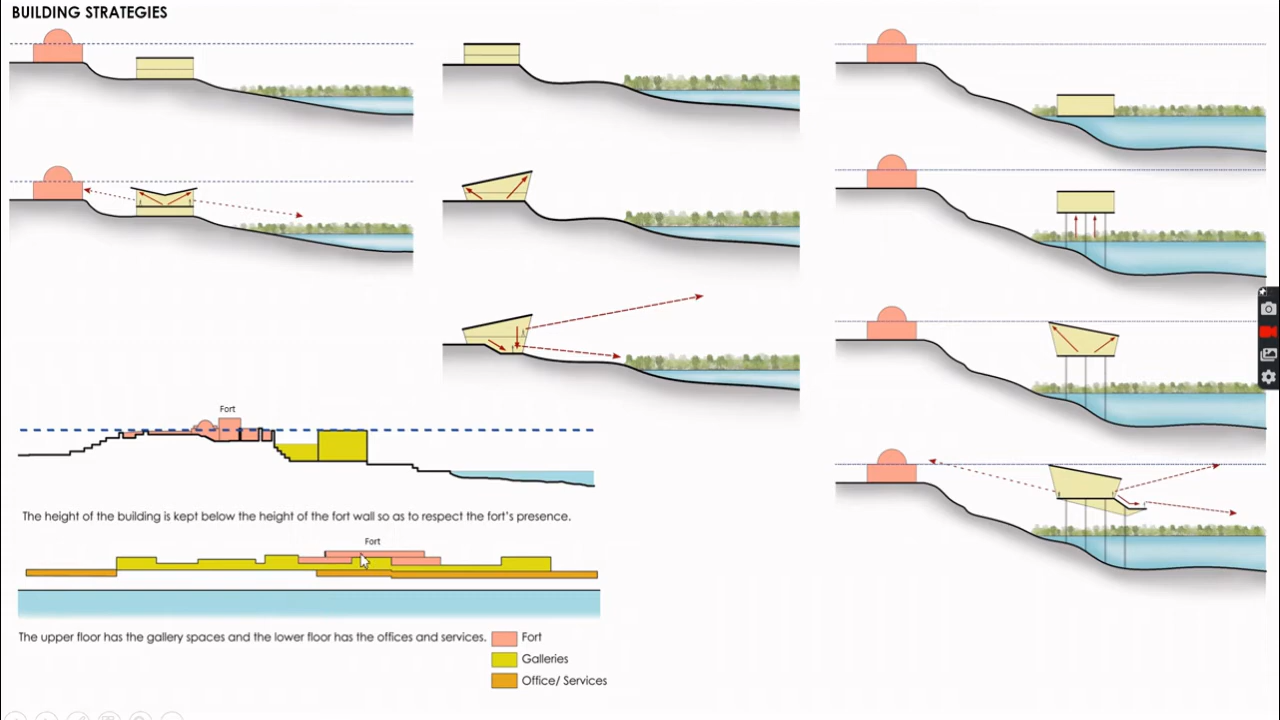 BUILDING STRATEGIES
Fort
The height of the building is kept below the height of the fort wall so as to respect the fort's presence.
Fort
The upper floor has the gallery spaces and the lower floor has the offices and services.
Fort
Galleries
Office/ Services